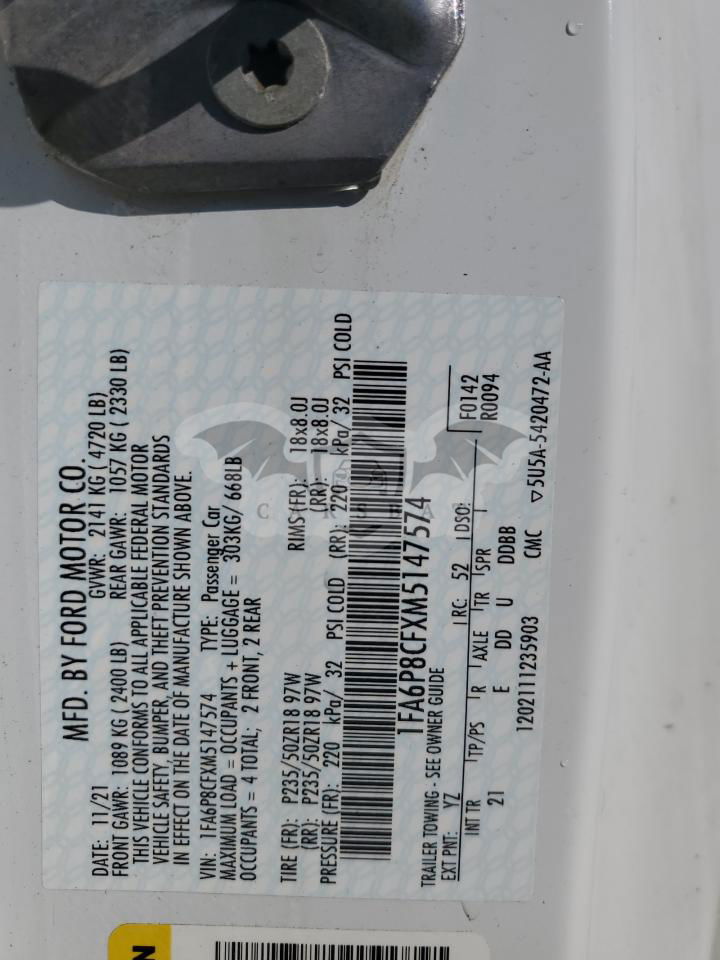 MFD. BY FORD MOTOR CO.
DATE: 11/21 GVWR: 2141 KG ( 4720 LB)
FRONT GAWR: 1089 KG ( 2400 LB) REAR GAWR: 1057 KG ( 2330 LB)
THIS VEHICLE CONFORMS TO ALL APPLICABLE FEDERAL MOTOR
VEHICLE SAFETY, BUMPER, AND THEFT PREVENTION STANDARDS
IN EFFECT ON THE DATE OF MANUFACTURE SHOWN ABOVE.
VIN: 1FA6P8CFXM5147574 TYPE: Passenger Car
MAXIMUM LOAD = OCCUPANTS + LUGGAGE = 303KG/ 668LB
OCCUPANTS = 4 TOTAL; 2 FRONT, 2 REAR
TIRE (FR): P235/50ZR18 97W RIMS (FR): 18x8.0J
(RR): P235/50ZR18 97W (RR): 18x8.0J
PRESSURE (FR): 220 kPa/ 32 PSI COLD (RR): 220 kPa/ 32 PSI COLD
1FA6P8CFXM5147574
TRAILER TOWING - SEE OWNER GUIDE
EXT PNT: YZ RC: 52 DSO: F0142
R0094
INT TR TP/PS R AXLE TR SPR
21 E DD U DDBB
1202111235903 CMC ▽5U5A-5420472-AA